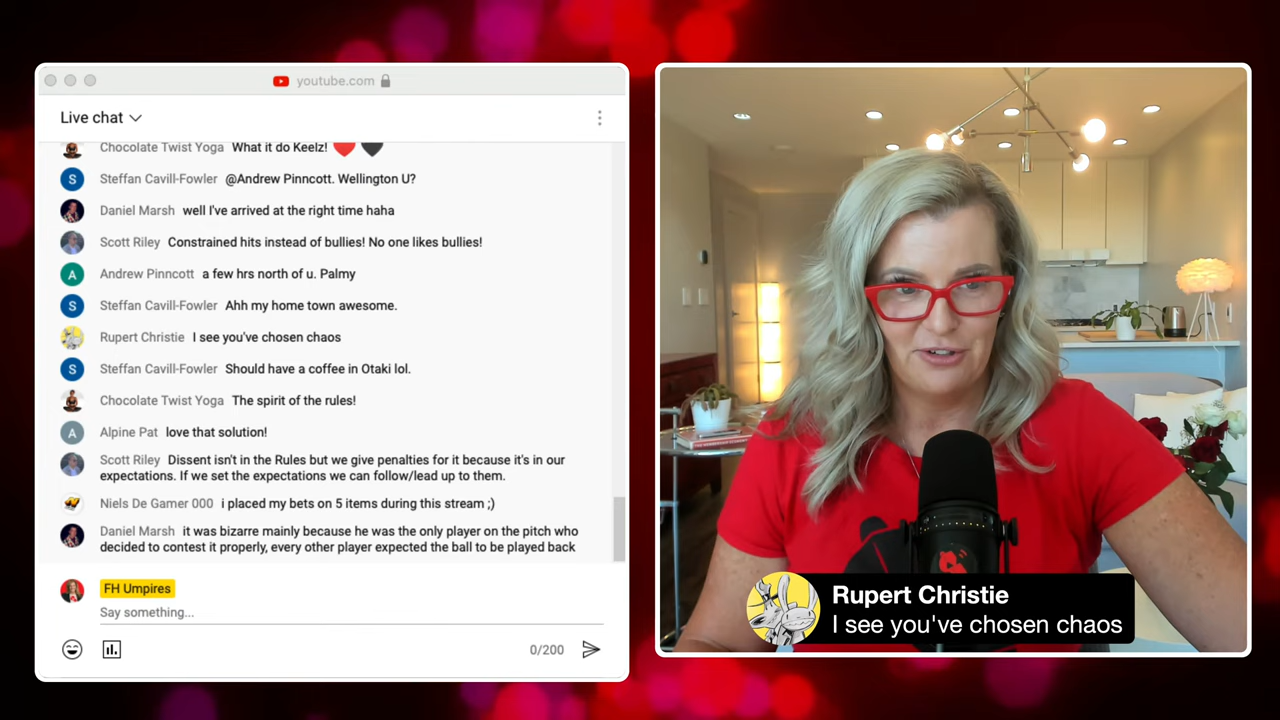 youtube.com
Live chat
Chocolate Twist Yoga What it do Keelz!
S Steffan Cavill-Fowler @Andrew Pinncott. Wellington U?
Daniel Marsh well I've arrived at the right time haha
Scott Riley Constrained hits instead of bullies! No one likes bullies!
A Andrew Pinncott a few hrs north of u. Palmy
S Steffan Cavill-Fowler Ahh my home town awesome.
Rupert Christie I see you've chosen chaos
S Steffan Cavill-Fowler Should have a coffee in Otaki lol.
Chocolate Twist Yoga The spirit of the rules!
A Alpine Pat love that solution!
Scott Riley Dissent isn't in the Rules but we give penalties for it because it's in our
expectations. If we set the expectations we can follow/lead up to them.
Niels De Gamer 000 i placed my bets on 5 items during this stream ;)
Daniel Marsh it was bizarre mainly because he was the only player on the pitch who
decided to contest it properly, every other player expected the ball to be played back
FH Umpires
Say something...
0/200
Rupert Christie
I see you've chosen chaos